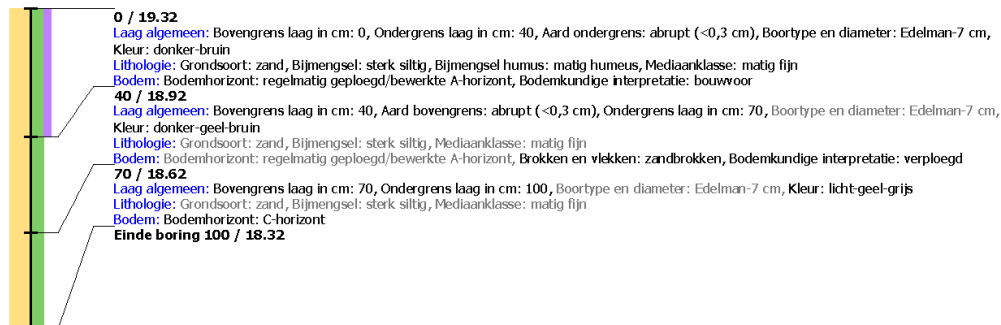 0 / 19.32
Laag algemeen: Bovengrens laag in cm: 0, Ondergrens laag in cm: 40, Aard ondergrens: abrupt (<0,3 cm), Boortype en diameter: Edelman-7 cm,
Kleur: donker-bruin
Lithologie: Grondsoort: zand, Bijmengsel: sterk siltig, Bijmengsel humus: matig humeus, Mediaanklasse: matig fijn
Bodem: Bodemhorizont: regelmatig geploegd/bewerkte A-horizont, Bodemkundige interpretatie: bouwvoor
40 / 18.92
Laag algemeen: Bovengrens laag in cm: 40, Aard bovengrens: abrupt (<0,3 cm), Ondergrens laag in cm: 70, Boortype en diameter: Edelman-7 cm,
Kleur: donker-geel-bruin
Lithologie: Grondsoort: zand, Bijmengsel: sterk siltig, Mediaanklasse: matig fijn
Bodem: Bodemhorizont: regelmatig geploegd/bewerkte A-horizont, Brokken en vlekken: zandbrokken, Bodemkundige interpretatie: verploegd
70 / 18.62
Laag algemeen: Bovengrens laag in cm: 70, Ondergrens laag in cm: 100, Boortype en diameter: Edelman-7 cm, Kleur: licht-geel-grijs
Lithologie: Grondsoort: zand, Bijmengsel: sterk siltig, Mediaanklasse: matig fijn
Bodem: Bodemhorizont: C-horizont
Einde boring 100 / 18.32